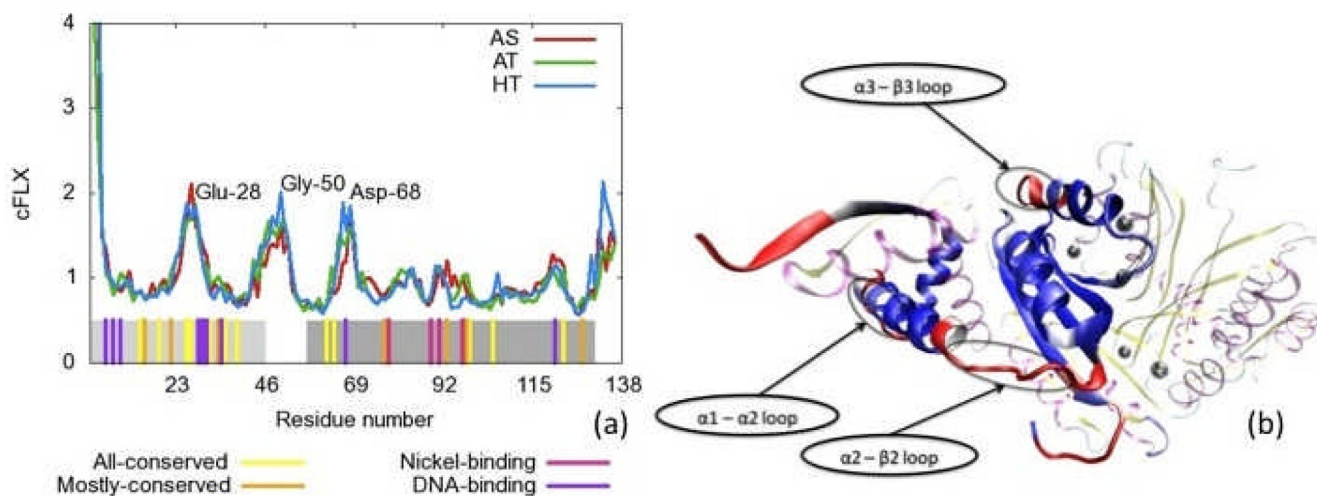 4
3
2
1
0
cFLX
AS
AT
HT
Glu-28
Gly-50
Asp-68
23 46 69 92 115 138
Residue number
(a)
All-conserved
Mostly-conserved
Nickel-binding
DNA-binding
α3 – β3 loop
α1 – α2 loop
α2 – β2 loop
(b)